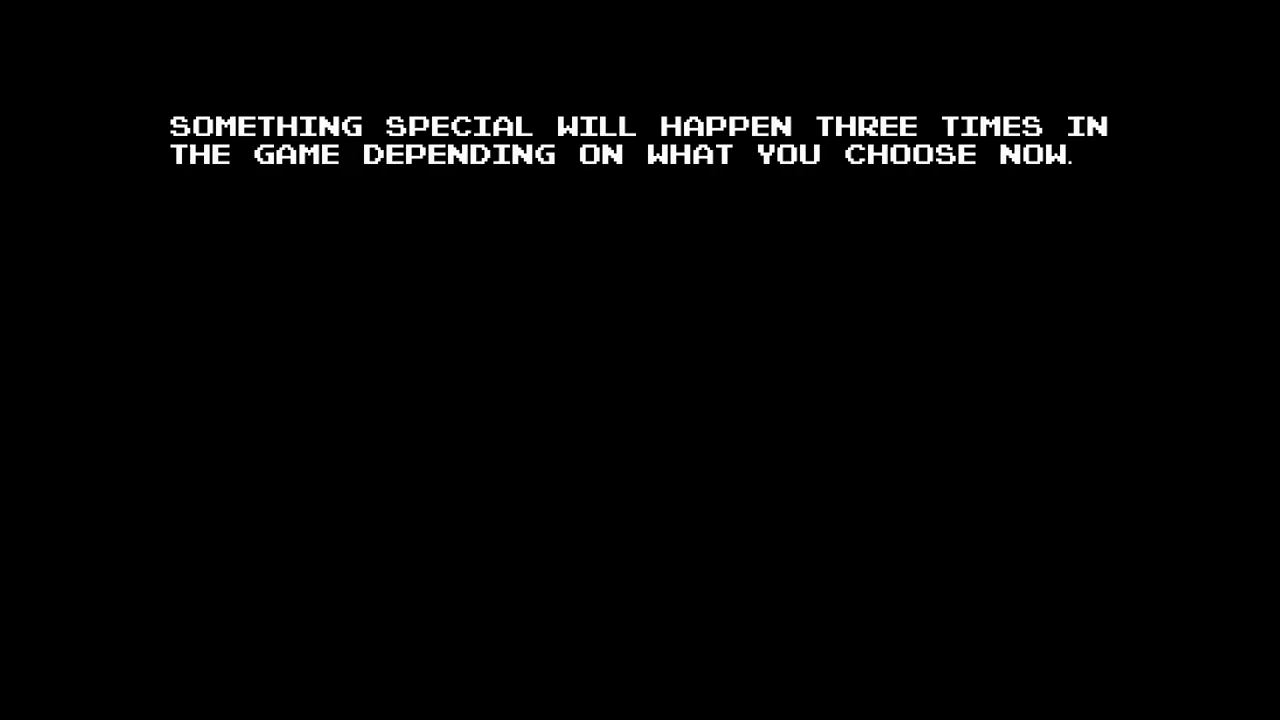 SOMETHING SPECIAL WILL HAPPEN THREE TIMES IN
THE GAME DEPENDING ON WHAT YOU CHOOSE NOW.